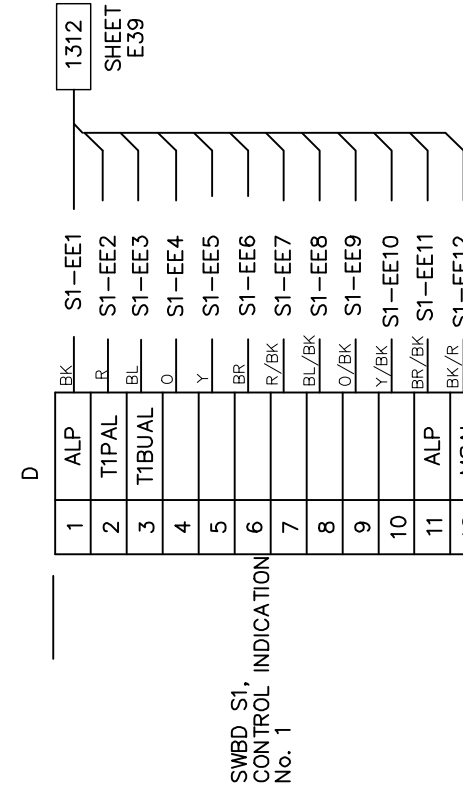 1312
SHEET
E39
D
1 ALP BK S1-EE1
2 T1PAL R S1-EE2
3 T1BUAL BL S1-EE3
4 O S1-EE4
5 Y S1-EE5
6 BR S1-EE6
7 R/BK S1-EE7
8 BL/BK S1-EE8
9 O/BK S1-EE9
10 Y/BK S1-EE10
11 ALP BR/BK S1-EE11
BK/R S1-EE12
SWBD S1,
CONTROL INDICATION
No. 1